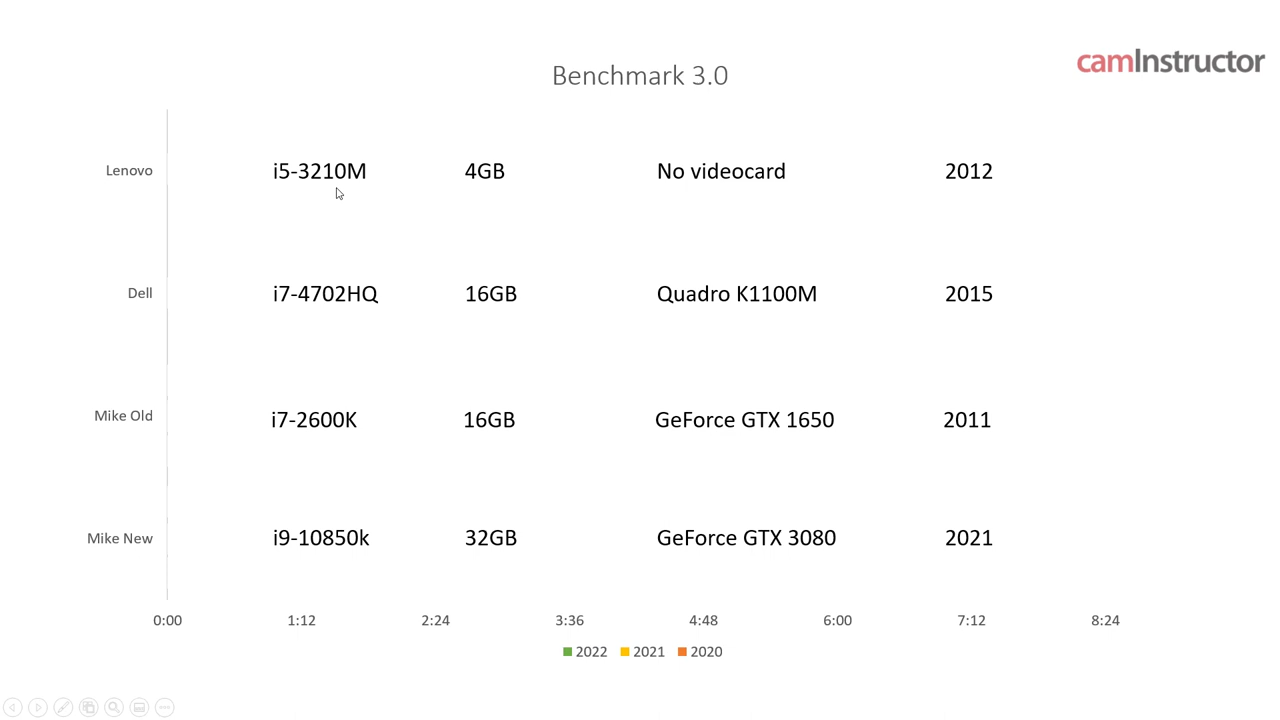 camInstructor
Benchmark 3.0
Lenovo i5-3210M 4GB No videocard 2012
Dell i7-4702HQ 16GB Quadro K1100M 2015
Mike Old i7-2600K 16GB GeForce GTX 1650 2011
Mike New i9-10850k 32GB GeForce GTX 3080 2021
0:00 1:12 2:24 3:36 4:48 6:00 7:12 8:24
2022 2021 2020